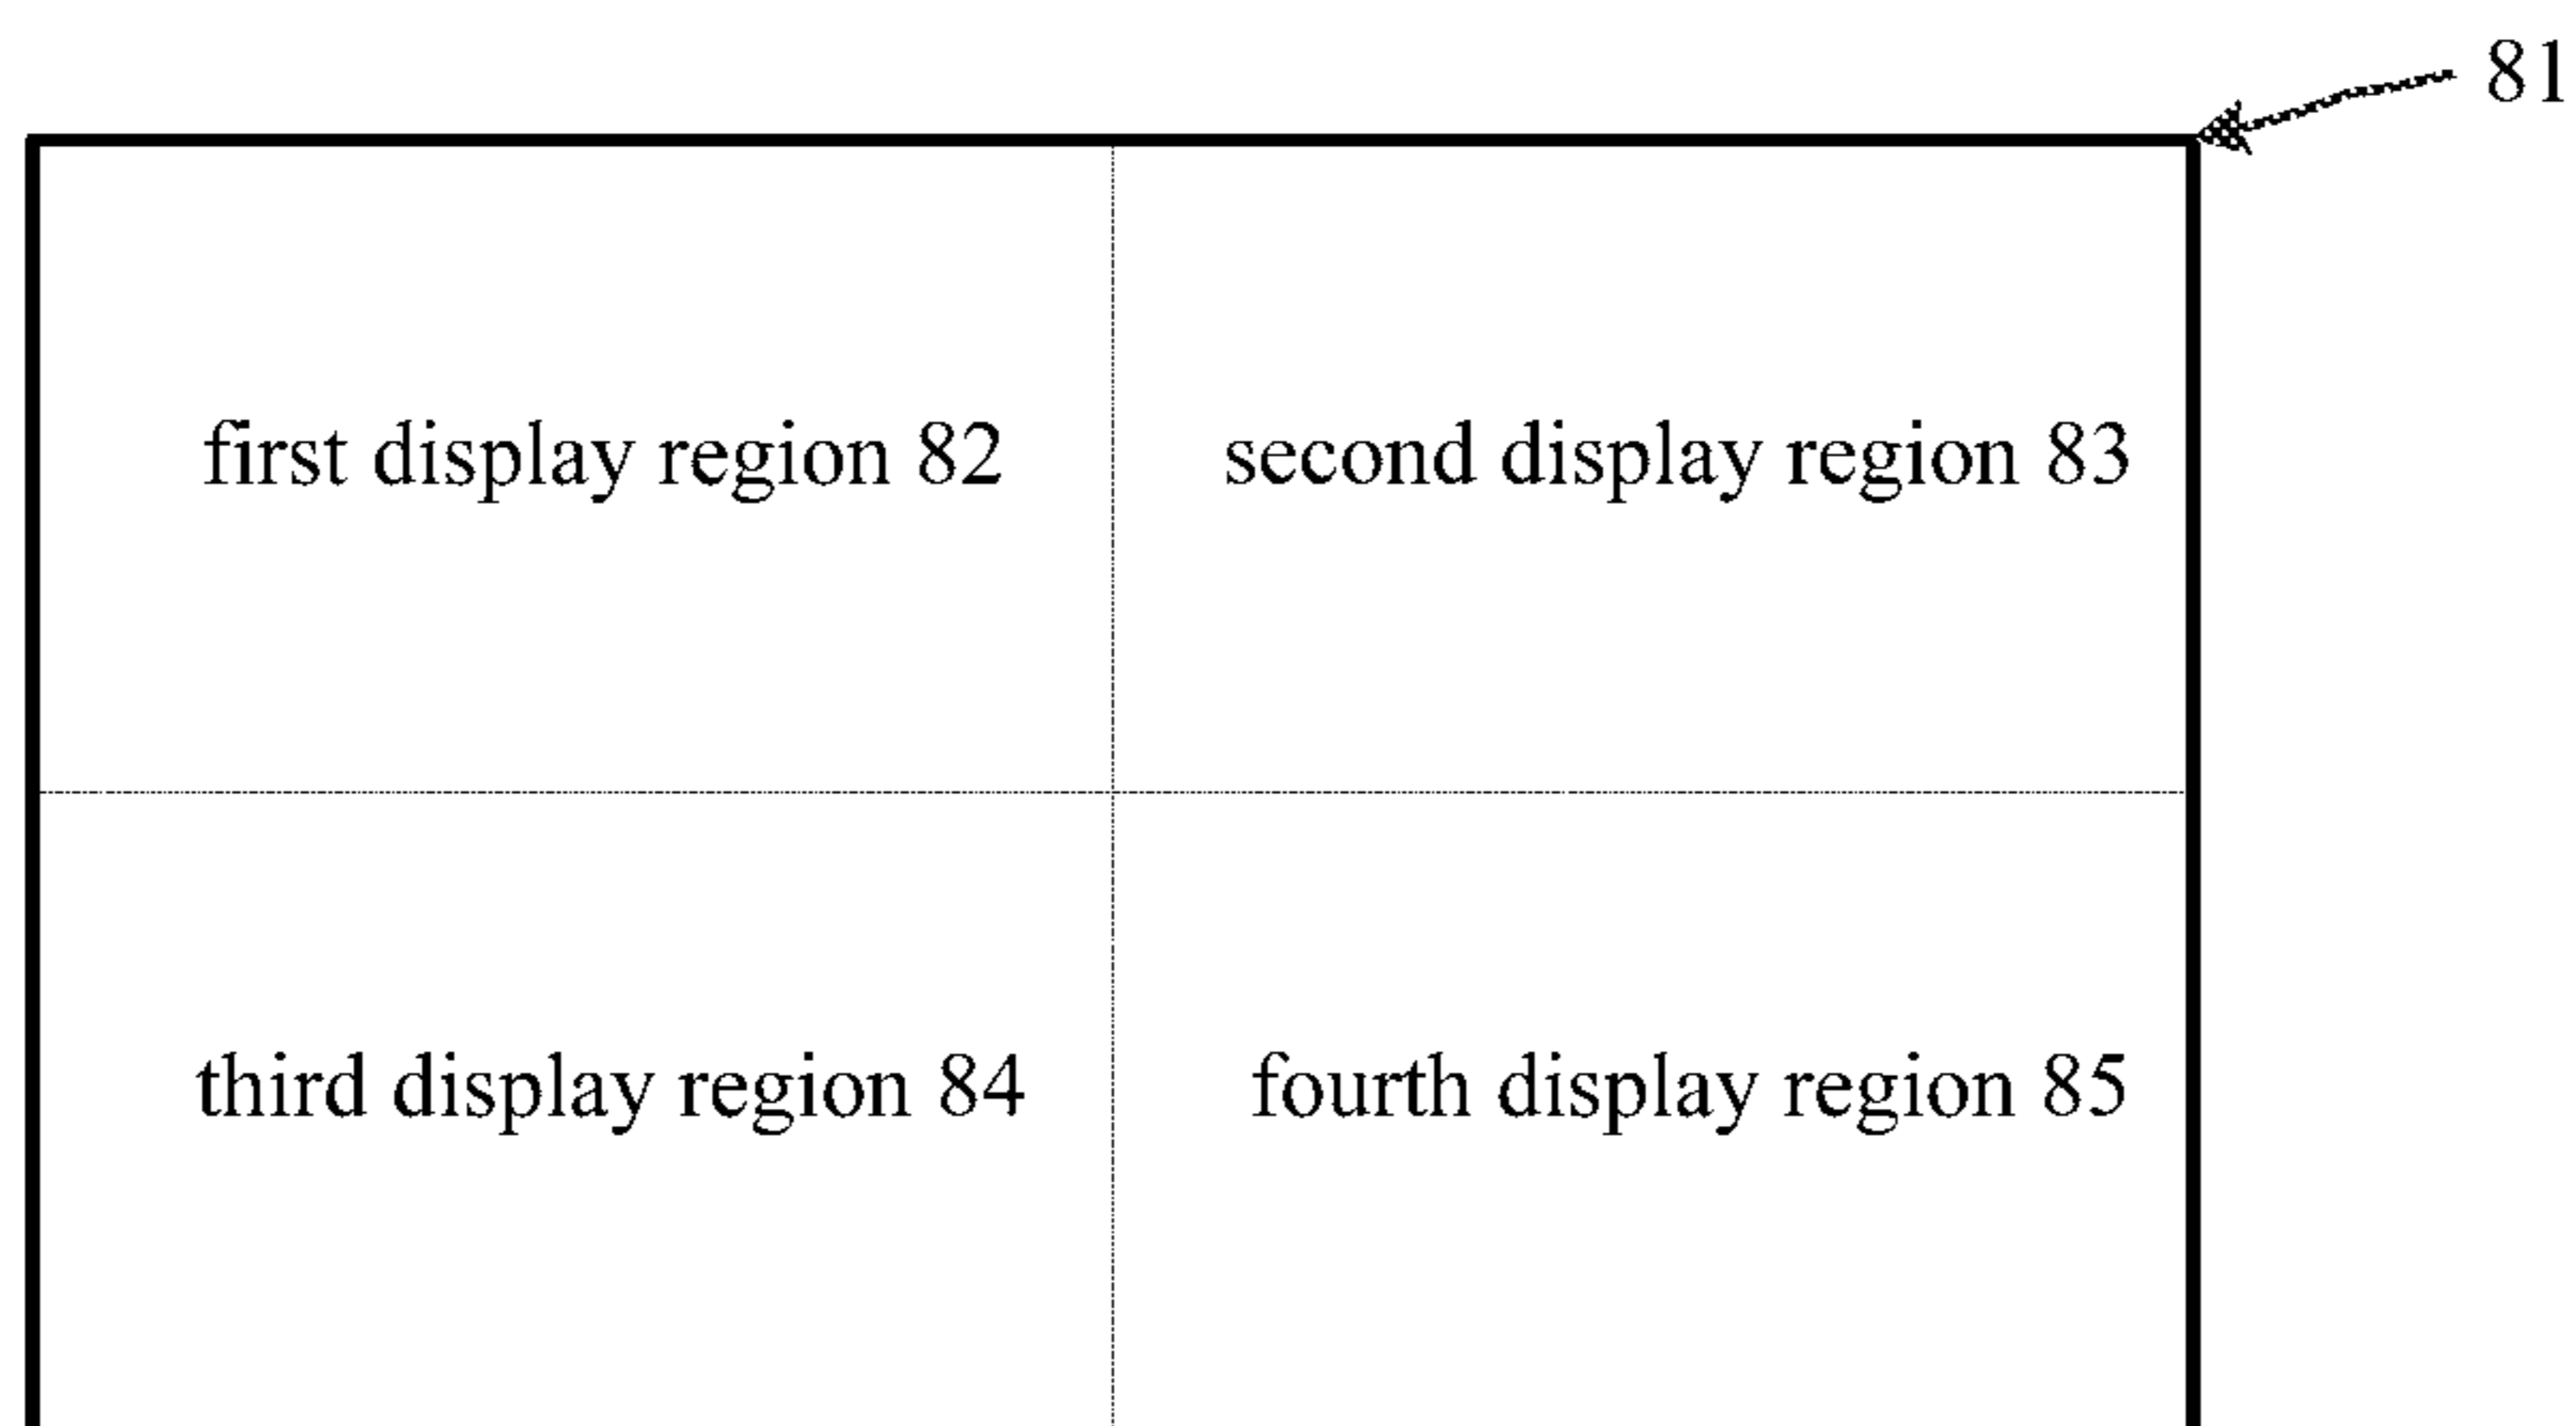 81
first display region 82
second display region 83
third display region 84
fourth display region 85